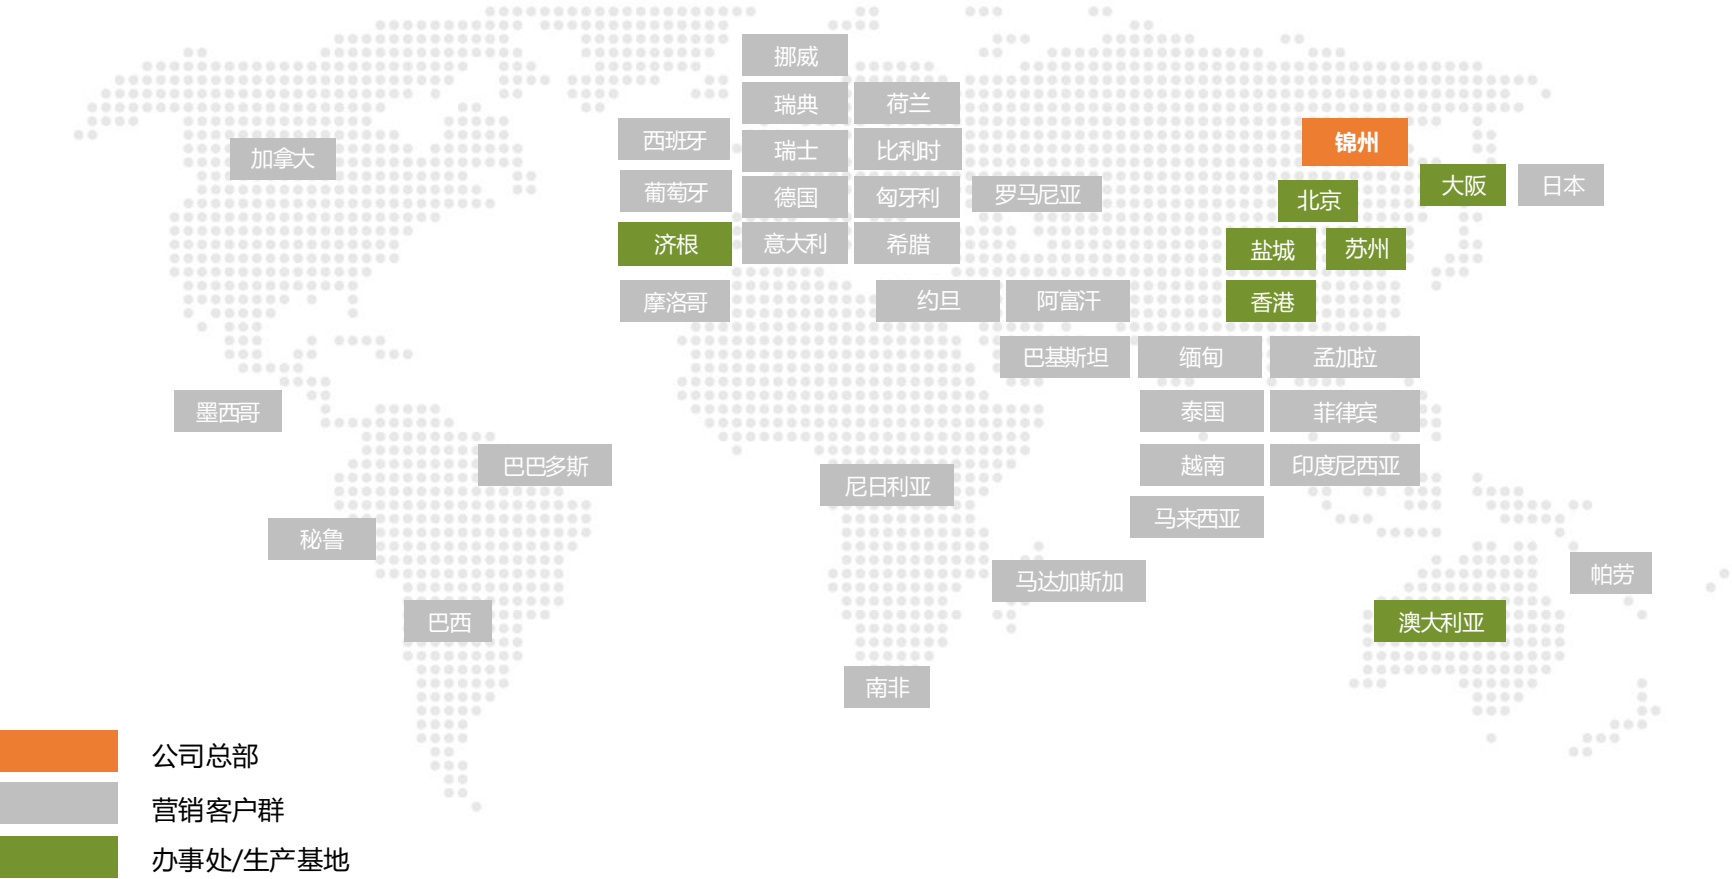 挪威
瑞典
荷兰
西班牙
瑞士
比利时
锦州
加拿大
葡萄牙
德国
匈牙利
罗马尼亚
北京
大阪
日本
济根
意大利
希腊
盐城
苏州
摩洛哥
约旦
阿富汗
香港
巴基斯坦
缅甸
孟加拉
墨西哥
泰国
菲律宾
巴巴多斯
尼日利亚
越南
印度尼西亚
秘鲁
马来西亚
马达加斯加
帕劳
巴西
澳大利亚
南非
公司总部
营销客户群
办事处/生产基地